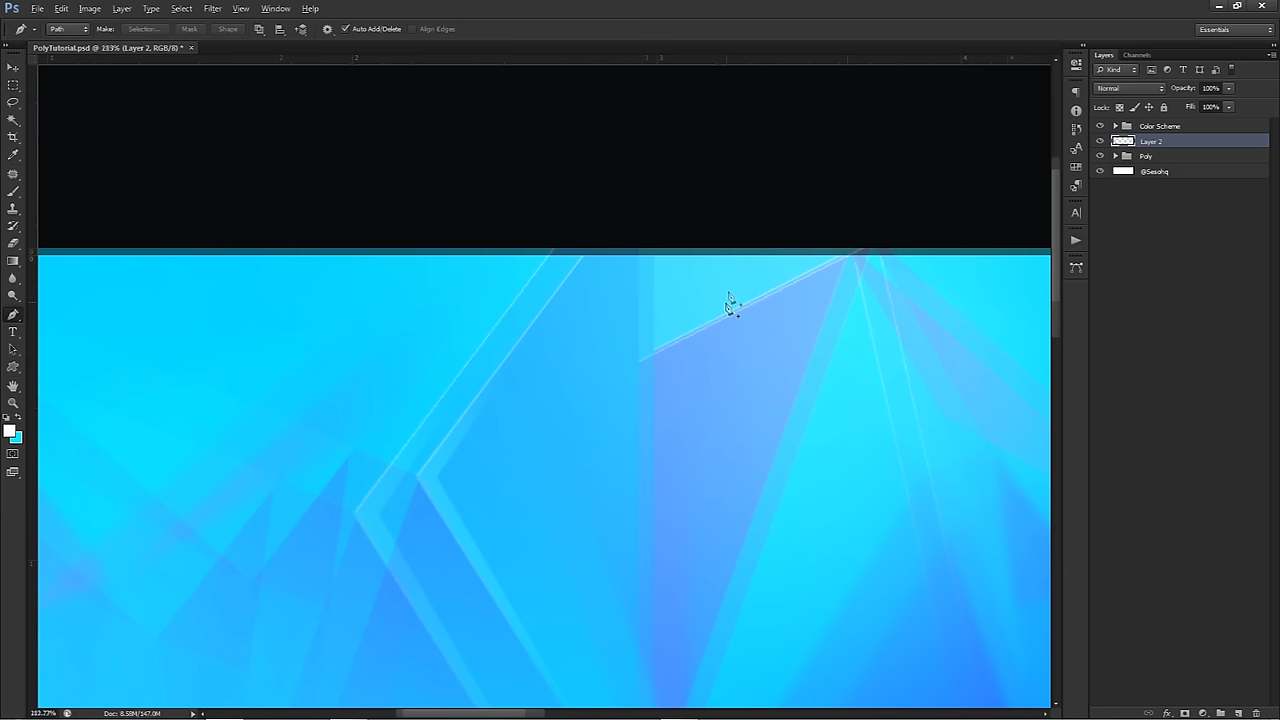 Ps File Edit Image Layer Type Select Filter View Window Help
Path Make: Selection... Mask Shape Auto Add/Delete Align Edges Essentials
PolyTutorial.psd @ 283% (Layer 2, RGB/8) * ×
Layers Channels
Kind
Normal Opacity: 100%
Lock: Fill: 100%
Color Scheme
Layer 2
Poly
@Sesohq
Doc: 8.58M/147.0M